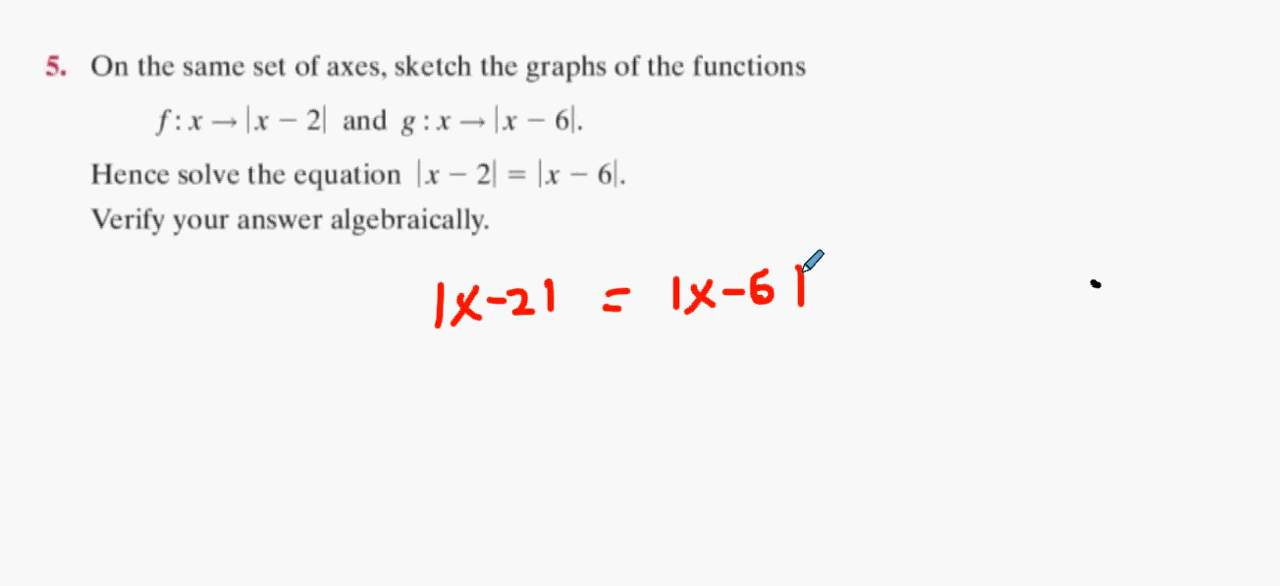 5. On the same set of axes, sketch the graphs of the functions
f : x → |x − 2| and g : x → |x − 6|.
Hence solve the equation |x − 2| = |x − 6|.
Verify your answer algebraically.
|x-2| = |x-6|